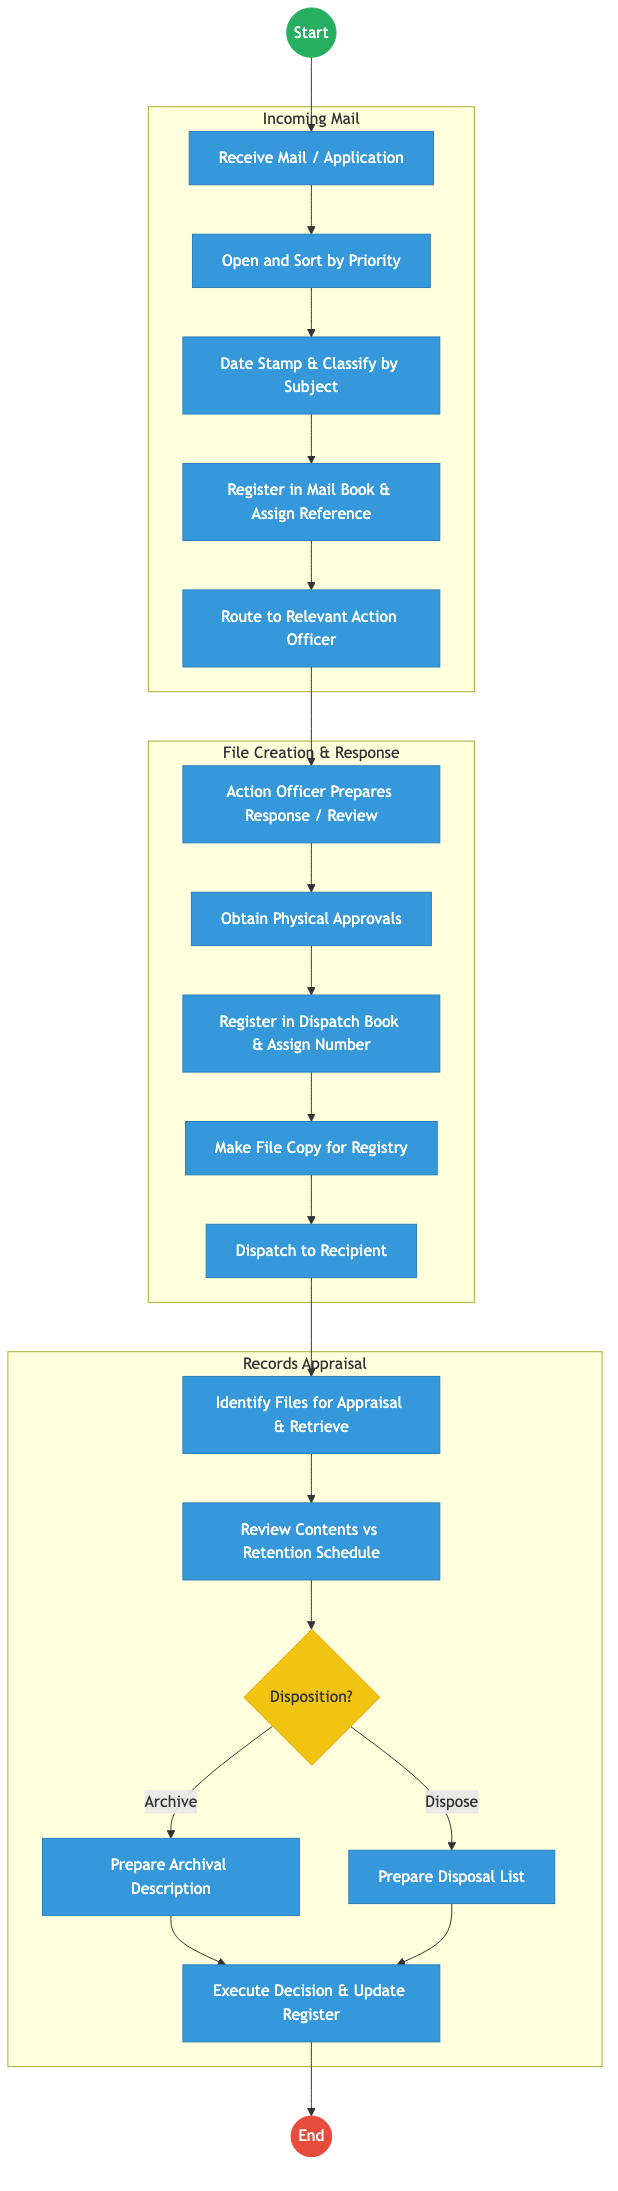 Start
Incoming Mail
Receive Mail / Application
Open and Sort by Priority
Date Stamp & Classify by
Subject
Register in Mail Book &
Assign Reference
Route to Relevant Action
Officer
File Creation & Response
Action Officer Prepares
Response / Review
Obtain Physical Approvals
Register in Dispatch Book
& Assign Number
Make File Copy for Registry
Dispatch to Recipient
Records Appraisal
Identify Files for Appraisal
& Retrieve
Review Contents vs
Retention Schedule
Disposition?
Archive
Dispose
Prepare Archival
Description
Prepare Disposal List
Execute Decision & Update
Register
End